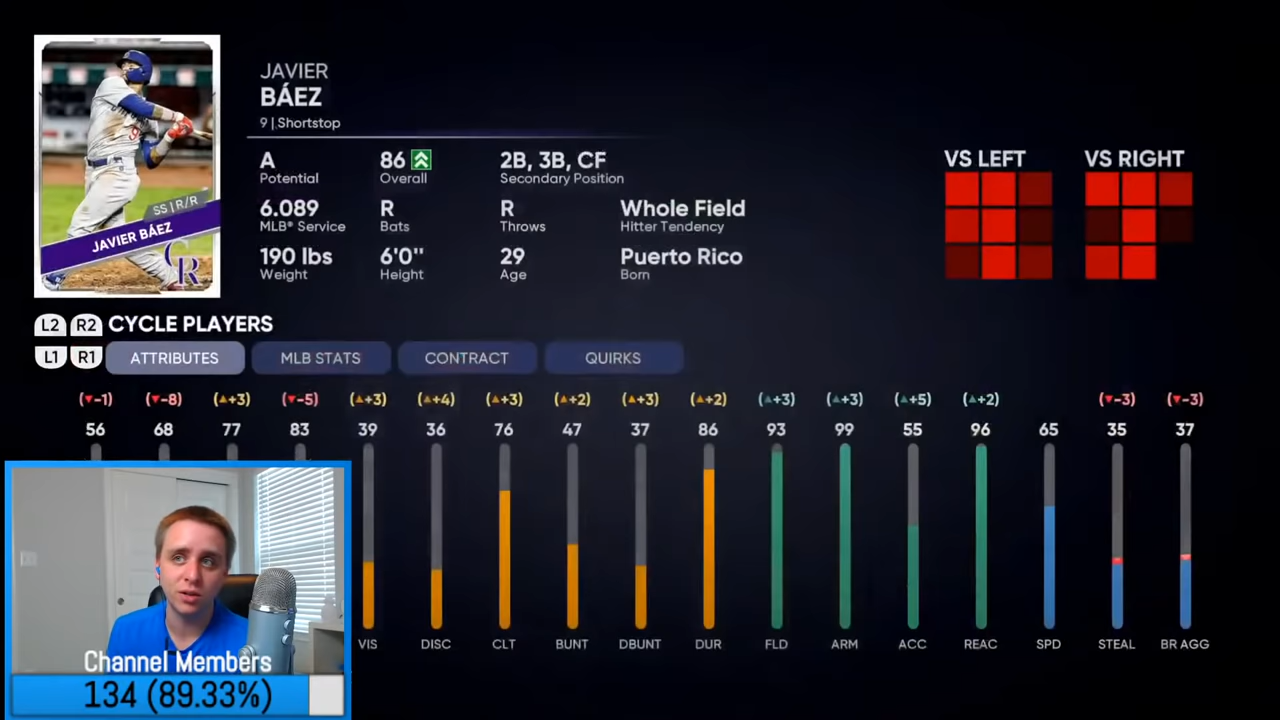 JAVIER
BÁEZ
9 | Shortstop
A
Potential
86
Overall
2B, 3B, CF
Secondary Position
6.089
MLB® Service
R
Bats
R
Throws
Whole Field
Hitter Tendency
190 lbs
Weight
6'0"
Height
29
Age
Puerto Rico
Born
VS LEFT
VS RIGHT
SS | R/R
JAVIER BÁEZ
CR
9
L2 R2 CYCLE PLAYERS
L1 R1 ATTRIBUTES MLB STATS CONTRACT QUIRKS
(▼-1) (▼-8) (▲+3) (▼-5) (▲+3) (▲+4) (▲+3) (▲+2) (▲+3) (▲+2) (▲+3) (▲+3) (▲+5) (▲+2) (▼-3) (▼-3)
56 68 77 83 39 36 76 47 37 86 93 99 55 96 65 35 37
VIS DISC CLT BUNT DBUNT DUR FLD ARM ACC REAC SPD STEAL BR AGG
Channel Members
134 (89.33%)